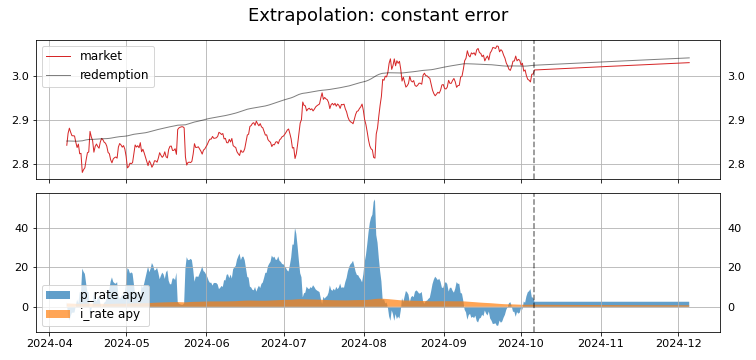 Extrapolation: constant error
market
redemption
3.0 3.0
2.9 2.9
2.8 2.8
40 40
20 20
0 0
p_rate apy
i_rate apy
2024-04 2024-05 2024-06 2024-07 2024-08 2024-09 2024-10 2024-11 2024-12